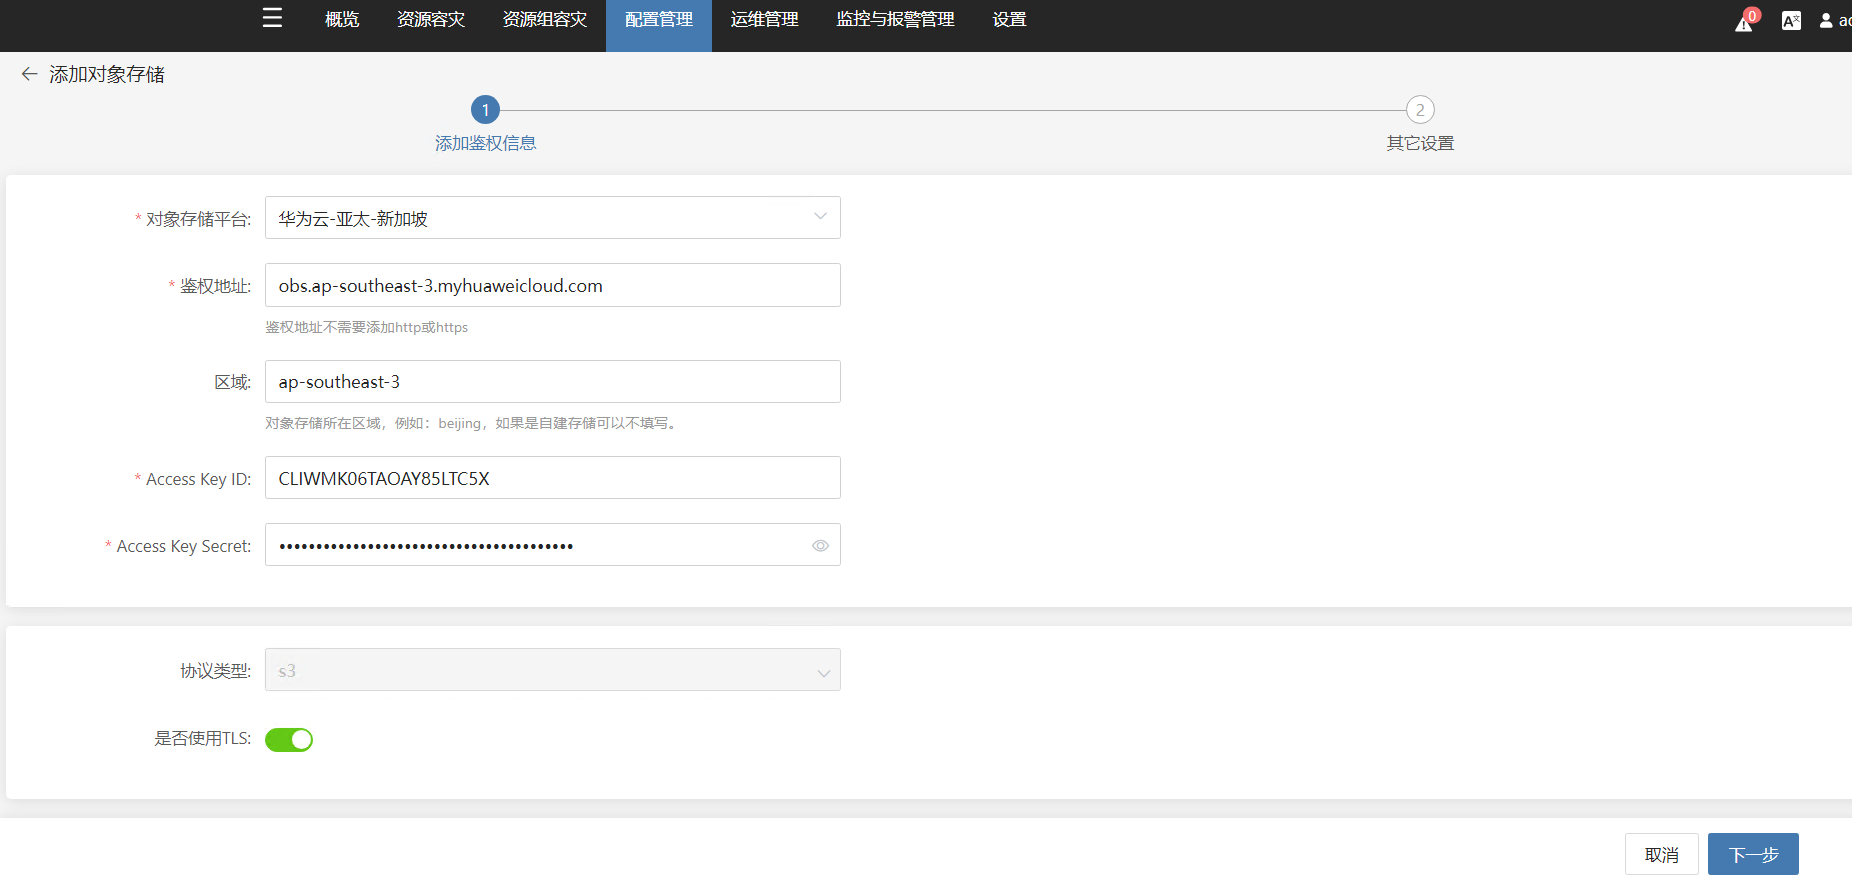 概览 资源容灾 资源组容灾 配置管理 运维管理 监控与报警管理 设置 0 A文 ac
添加对象存储
1 2
添加鉴权信息 其它设置
* 对象存储平台: 华为云-亚太-新加坡
* 鉴权地址: obs.ap-southeast-3.myhuaweicloud.com
鉴权地址不需要添加http或https
区域: ap-southeast-3
对象存储所在区域，例如：beijing，如果是自建存储可以不填写。
* Access Key ID: CLIWMK06TAOAY85LTC5X
* Access Key Secret: ••••••••••••••••••••••••••••••••••••••••
协议类型: s3
是否使用TLS:
取消 下一步